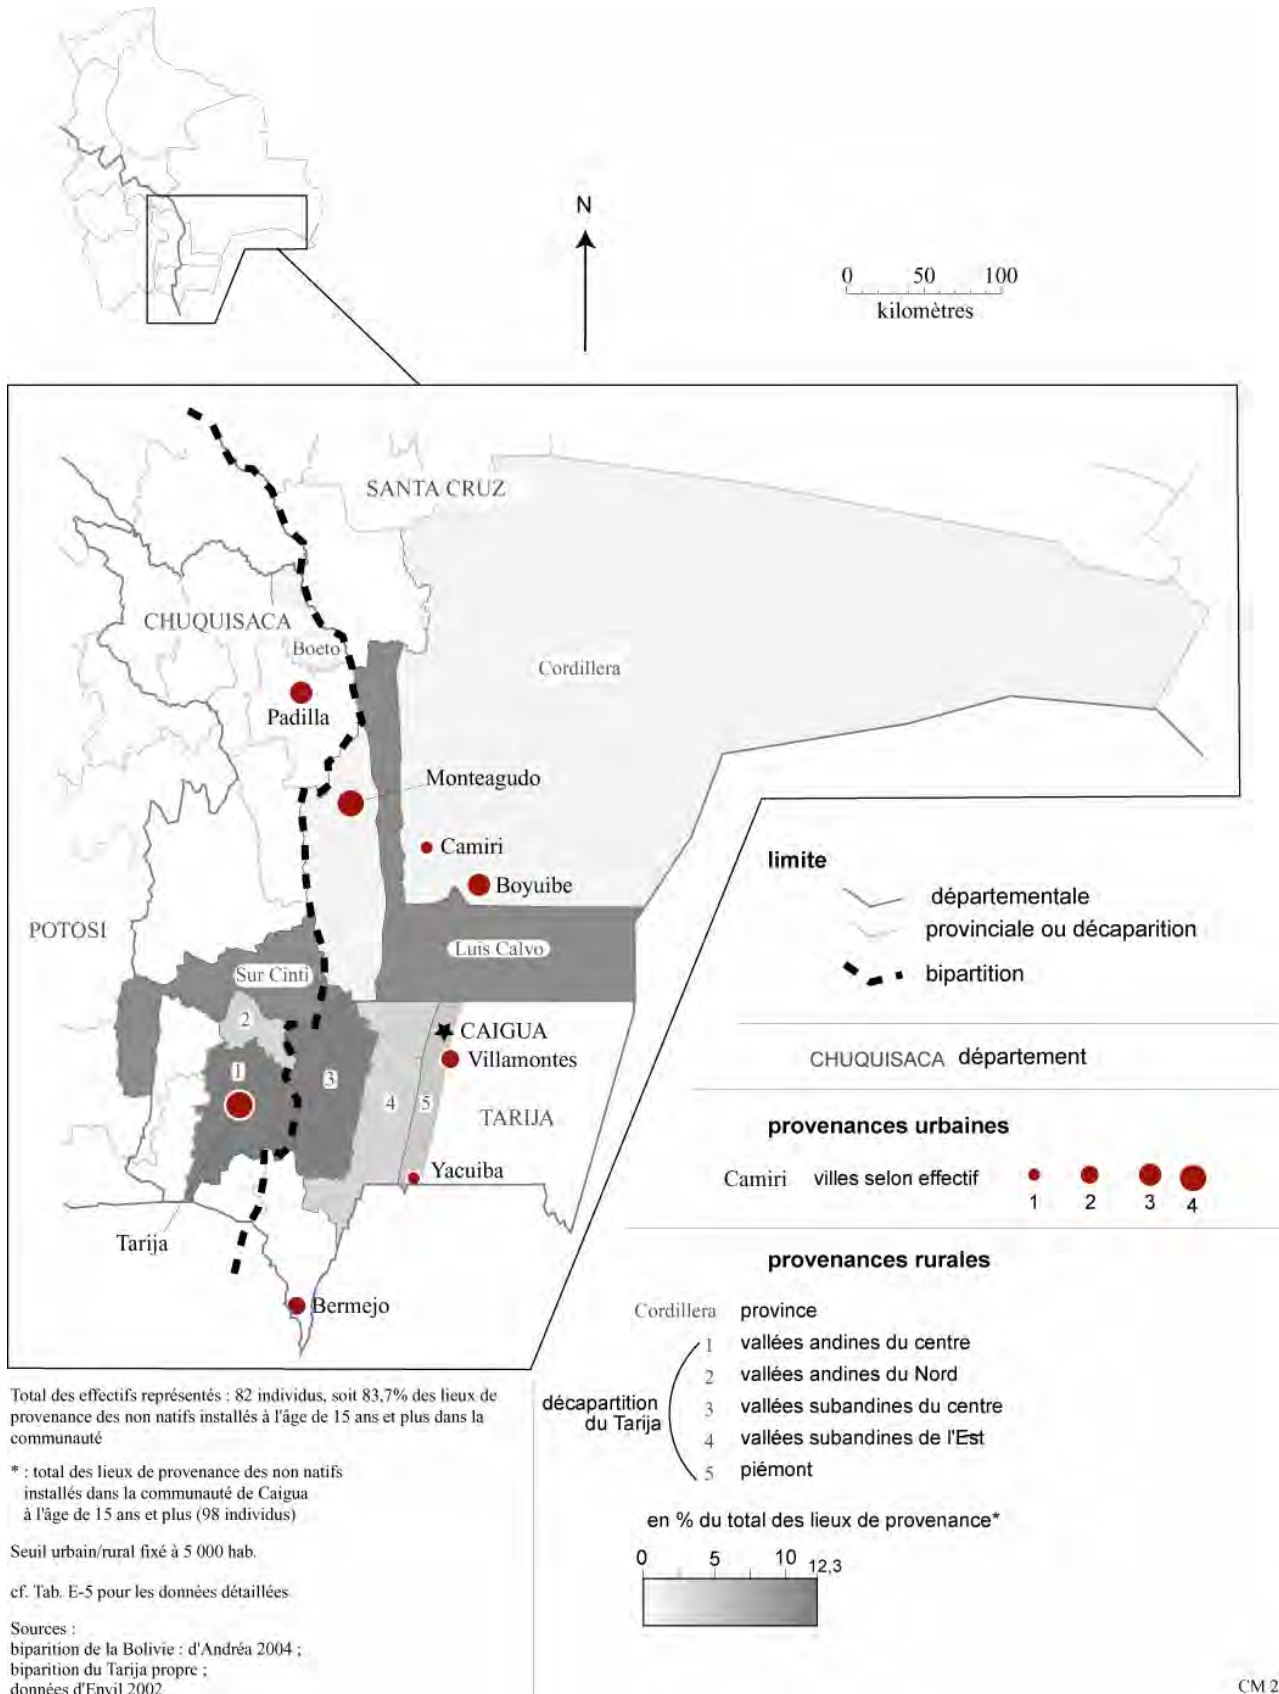 N
0 50 100
kilomètres
SANTA CRUZ
CHUQUISACA
Boeto
Cordillera
Padilla
Monteagudo
Camiri
Boyuibe
POTOSI
Luis Calvo
Sur Cinti
2
CAIGUA
Villamontes
1
3
4
5
TARIJA
Yacuiba
Tarija
Bermejo
limite
départementale
provinciale ou décaparition
bipartition
CHUQUISACA département
provenances urbaines
Camiri villes selon effectif
1 2 3 4
provenances rurales
Cordillera province
1 vallées andines du centre
2 vallées andines du Nord
décapartition
du Tarija
3 vallées subandines du centre
4 vallées subandines de l'Est
5 piémont
en % du total des lieux de provenance*
0 5 10 12,3
Total des effectifs représentés : 82 individus, soit 83,7% des lieux de
provenance des non natifs installés à l'âge de 15 ans et plus dans la
communauté
* : total des lieux de provenance des non natifs
installés dans la communauté de Caigua
à l'âge de 15 ans et plus (98 individus)
Seuil urbain/rural fixé à 5 000 hab.
cf. Tab. E-5 pour les données détaillées
Sources :
biparition de la Bolivie : d'Andréa 2004 ;
biparition du Tarija propre ;
données d'Envil 2002
CM 2